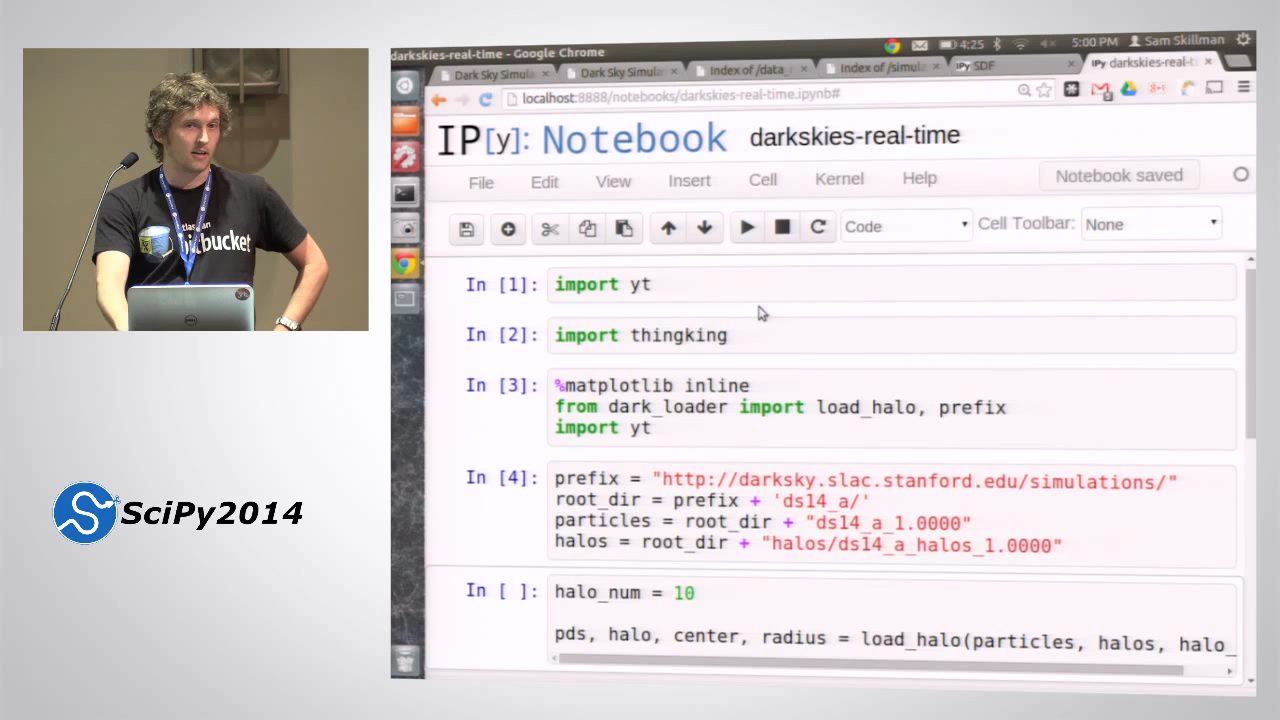 darkskies-real-time - Google Chrome
4:25
5:00 PM
Sam Skillman
Dark Sky Simula
Dark Sky Simula
Index of /data_
Index of /simula
IPy SDF
IPy darkskies-real-ti
localhost:8888/notebooks/darkskies-real-time.ipynb#
IP[y]: Notebook
darkskies-real-time
File
Edit
View
Insert
Cell
Kernel
Help
Notebook saved
Code
Cell Toolbar:
None
In [1]:
import yt
In [2]:
import thingking
In [3]:
%matplotlib inline
from dark_loader import load_halo, prefix
import yt
In [4]:
prefix = "http://darksky.slac.stanford.edu/simulations/"
root_dir = prefix + 'ds14_a/'
particles = root_dir + "ds14_a_1.0000"
halos = root_dir + "halos/ds14_a_halos_1.0000"
In [ ]:
halo_num = 10
pds, halo, center, radius = load_halo(particles, halos, halo_
bitbucket
DELL
SciPy2014